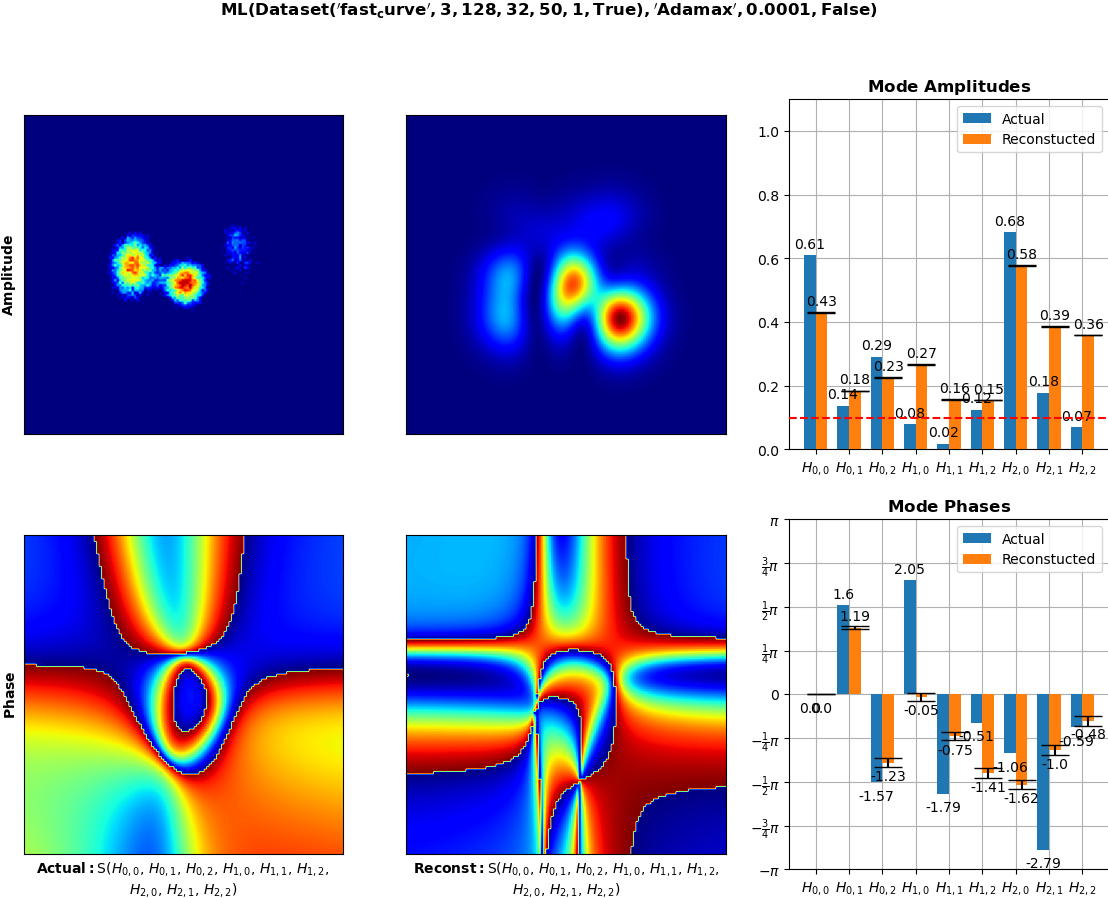 ML(Dataset('fast_curve', 3, 128, 32, 50, 1, True), 'Adamax', 0.0001, False)
Amplitude
Mode Amplitudes
Actual
Reconstucted
1.0
0.8
0.6
0.4
0.2
0.0
0.61
0.43
0.14
0.18
0.29
0.23
0.08
0.27
0.02
0.16
0.12
0.15
0.68
0.58
0.18
0.39
0.07
0.36
H0,0 H0,1 H0,2 H1,0 H1,1 H1,2 H2,0 H2,1 H2,2
Phase
Actual:S(H0,0, H0,1, H0,2, H1,0, H1,1, H1,2,
H2,0, H2,1, H2,2)
Reconst:S(H0,0, H0,1, H0,2, H1,0, H1,1, H1,2,
H2,0, H2,1, H2,2)
Mode Phases
Actual
Reconstucted
π
3/4π
1/2π
1/4π
0
−1/4π
−1/2π
−3/4π
−π
0.0
0.0
1.6
1.19
-1.57
-1.23
2.05
-0.05
-1.79
-0.75
-0.51
-1.41
-1.06
-1.62
-2.79
-1.0
-0.59
-0.48
H0,0 H0,1 H0,2 H1,0 H1,1 H1,2 H2,0 H2,1 H2,2